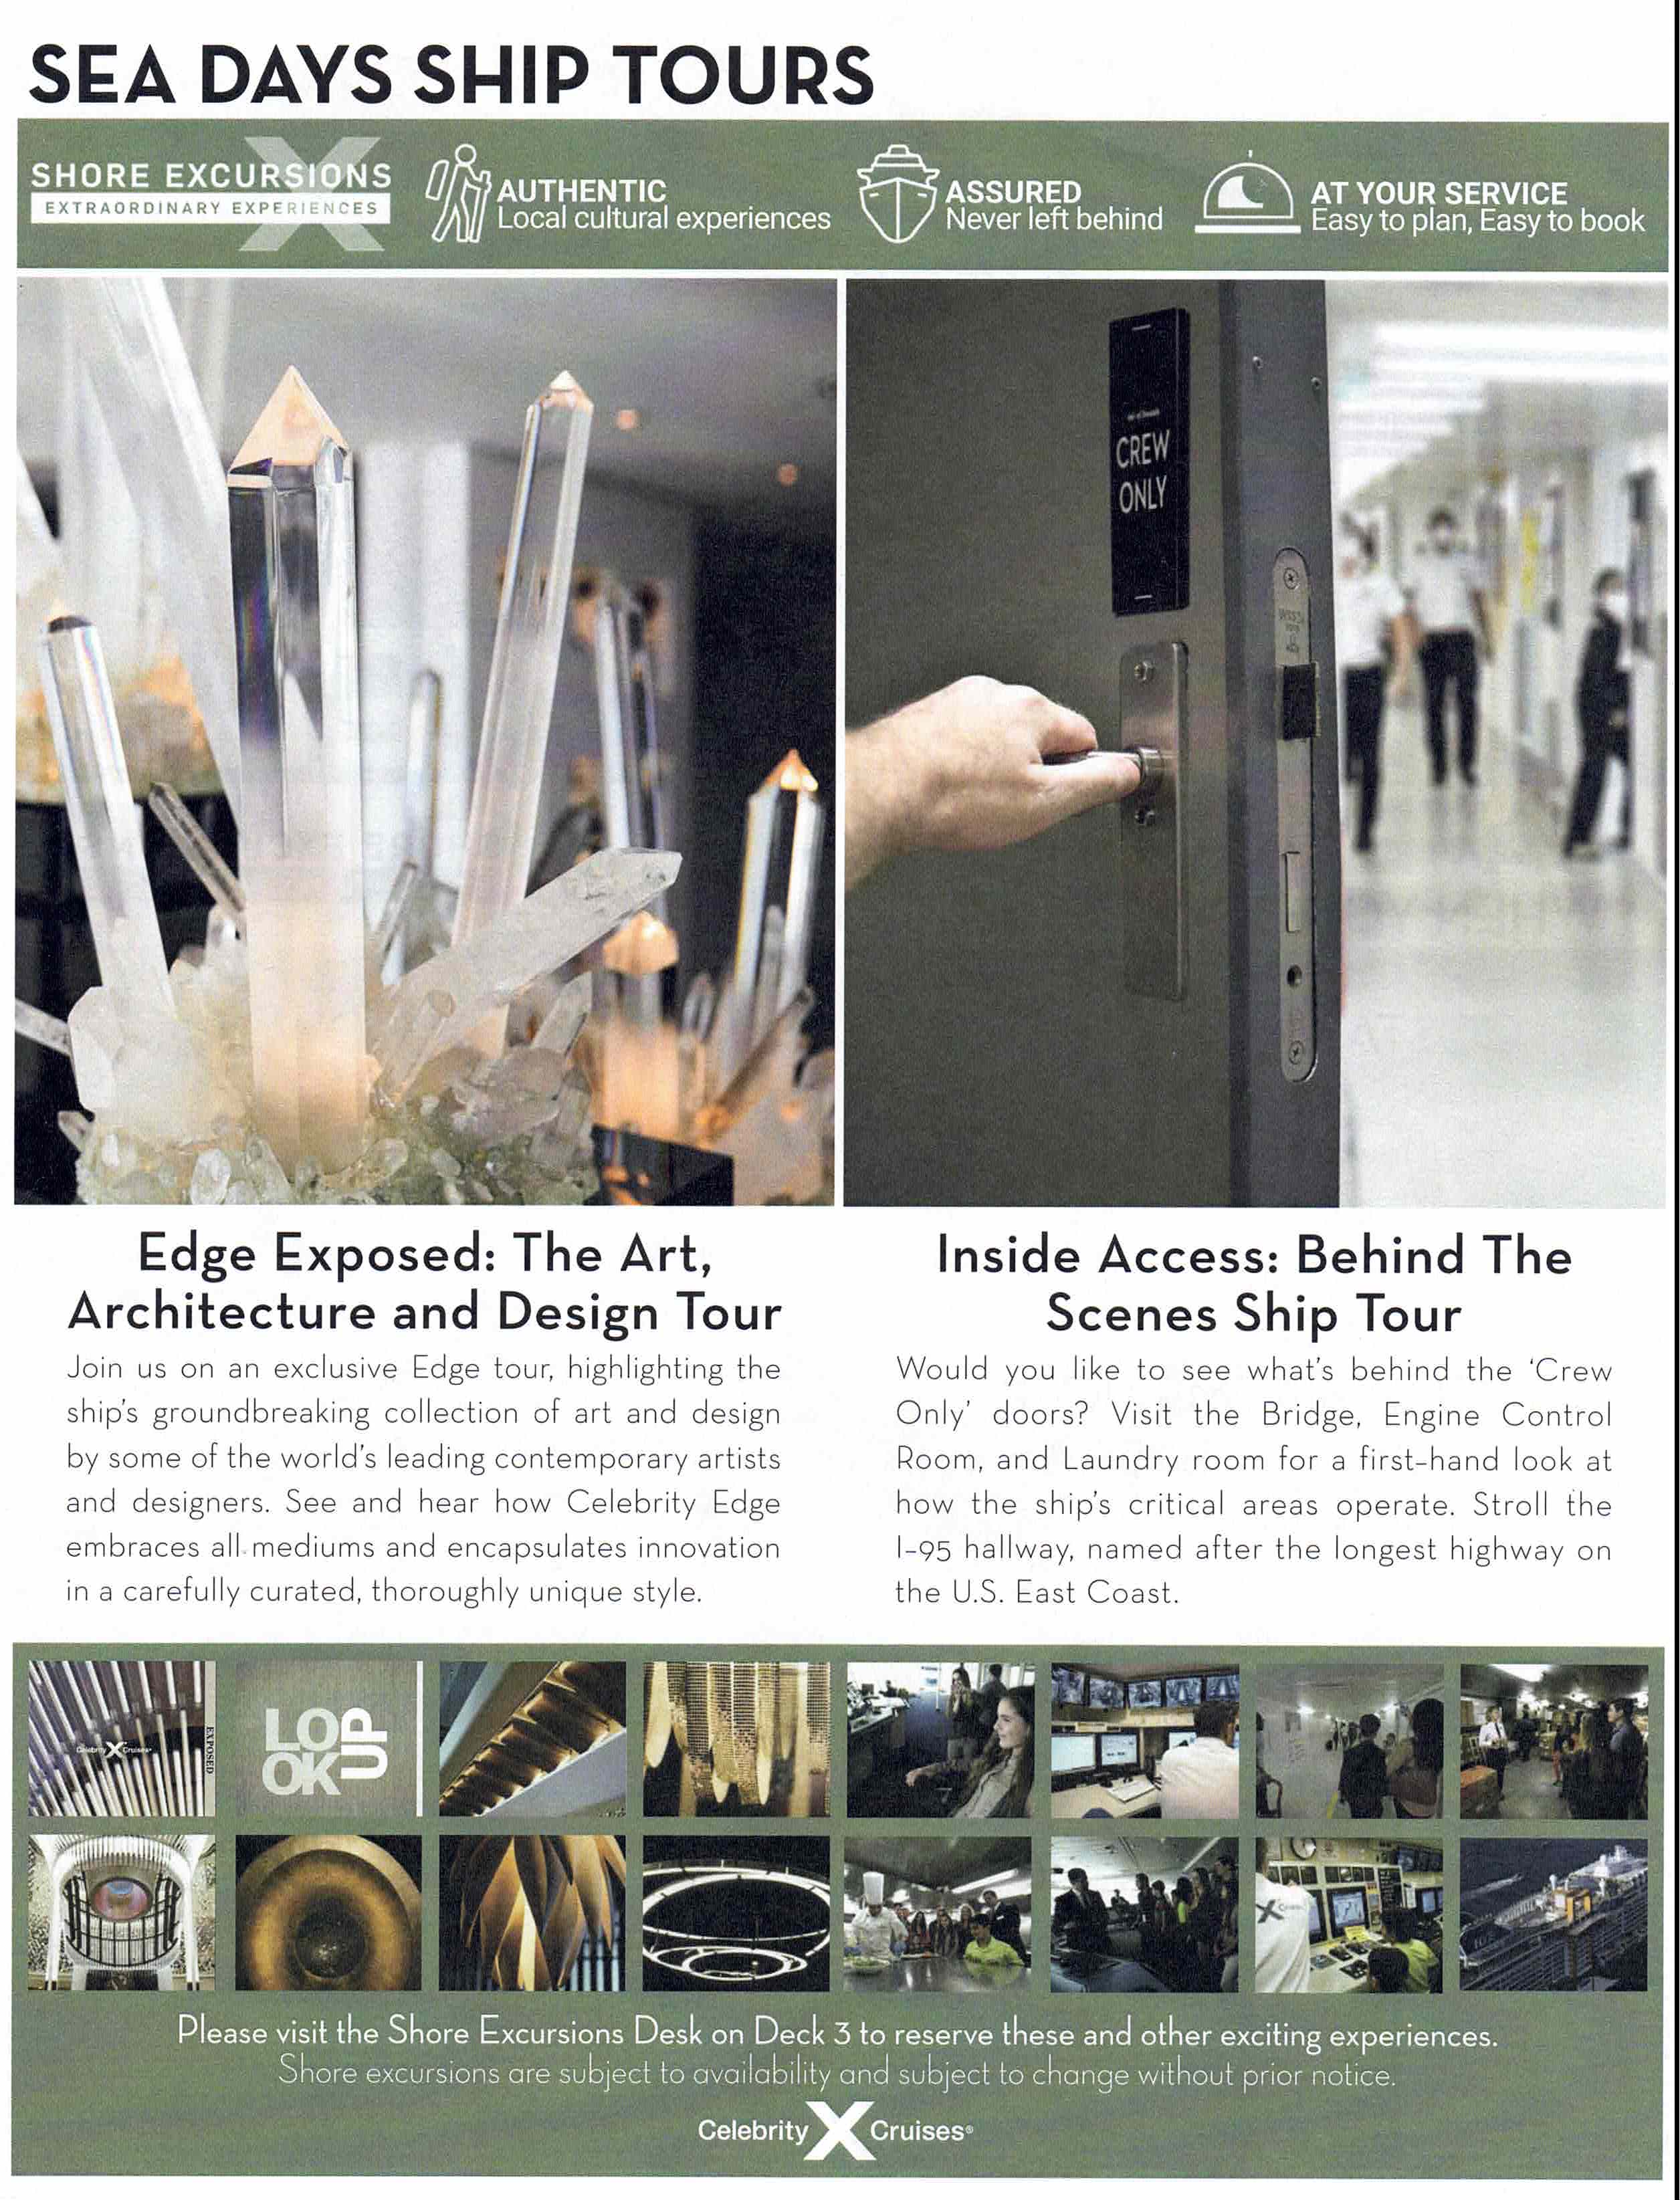 SEA DAYS SHIP TOURS
SHORE EXCURSIONS
EXTRAORDINARY EXPERIENCES
AUTHENTIC
Local cultural experiences
ASSURED
Never left behind
AT YOUR SERVICE
Easy to plan, Easy to book
CREW
ONLY
Edge Exposed: The Art,
Architecture and Design Tour
Join us on an exclusive Edge tour, highlighting the
ship's groundbreaking collection of art and design
by some of the world's leading contemporary artists
and designers. See and hear how Celebrity Edge
embraces all mediums and encapsulates innovation
in a carefully curated, thoroughly unique style.
Inside Access: Behind The
Scenes Ship Tour
Would you like to see what's behind the 'Crew
Only' doors? Visit the Bridge, Engine Control
Room, and Laundry room for a first-hand look at
how the ship's critical areas operate. Stroll the
I-95 hallway, named after the longest highway on
the U.S. East Coast.
Celebrity X Cruises
EXPOSED
LO
OK
UP
Please visit the Shore Excursions Desk on Deck 3 to reserve these and other exciting experiences.
Shore excursions are subject to availability and subject to change without prior notice.
Celebrity X Cruises®